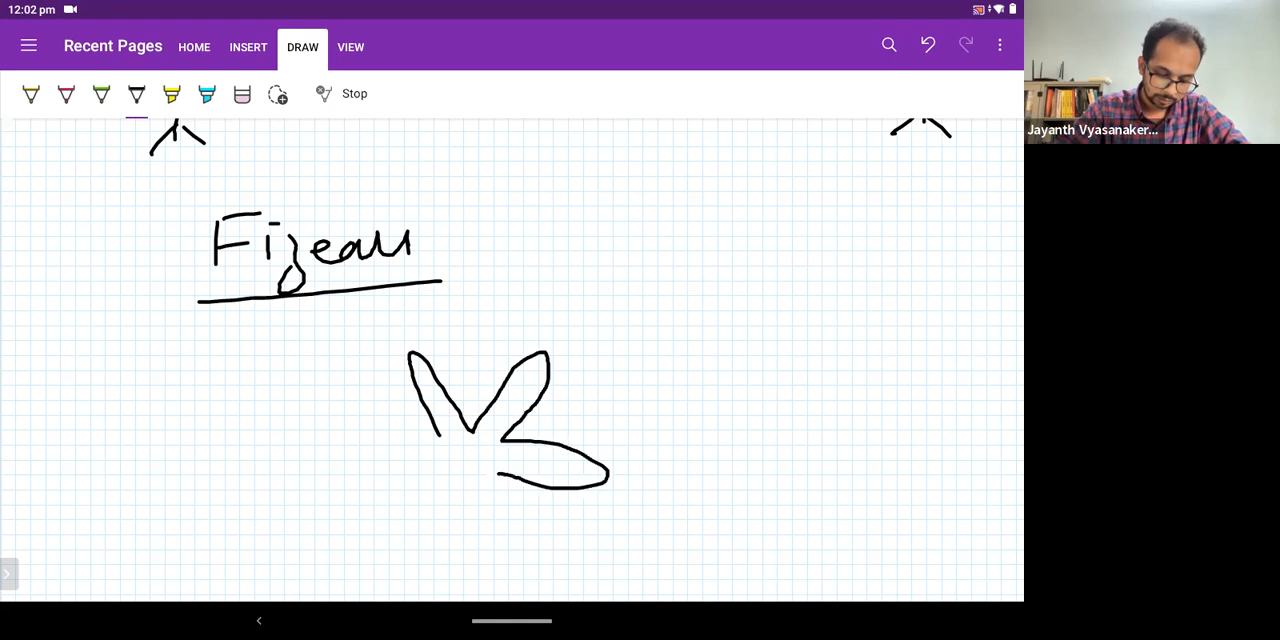 12:02 pm
Recent Pages HOME INSERT DRAW VIEW
Stop
Jayanth Vyasanaker...
Fizeau